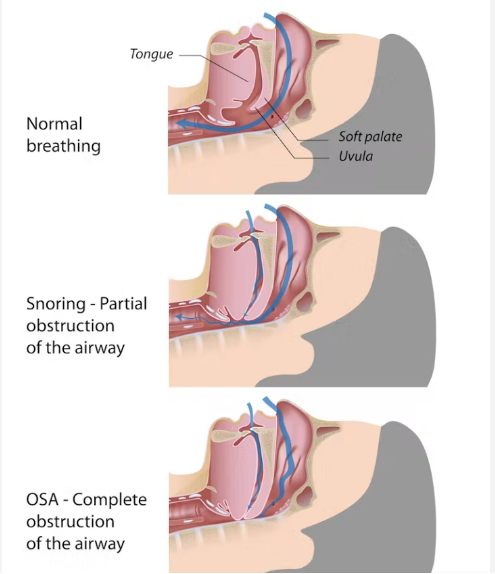 Tongue
Normal
breathing
Soft palate
Uvula
Snoring - Partial
obstruction
of the airway
OSA - Complete
obstruction
of the airway